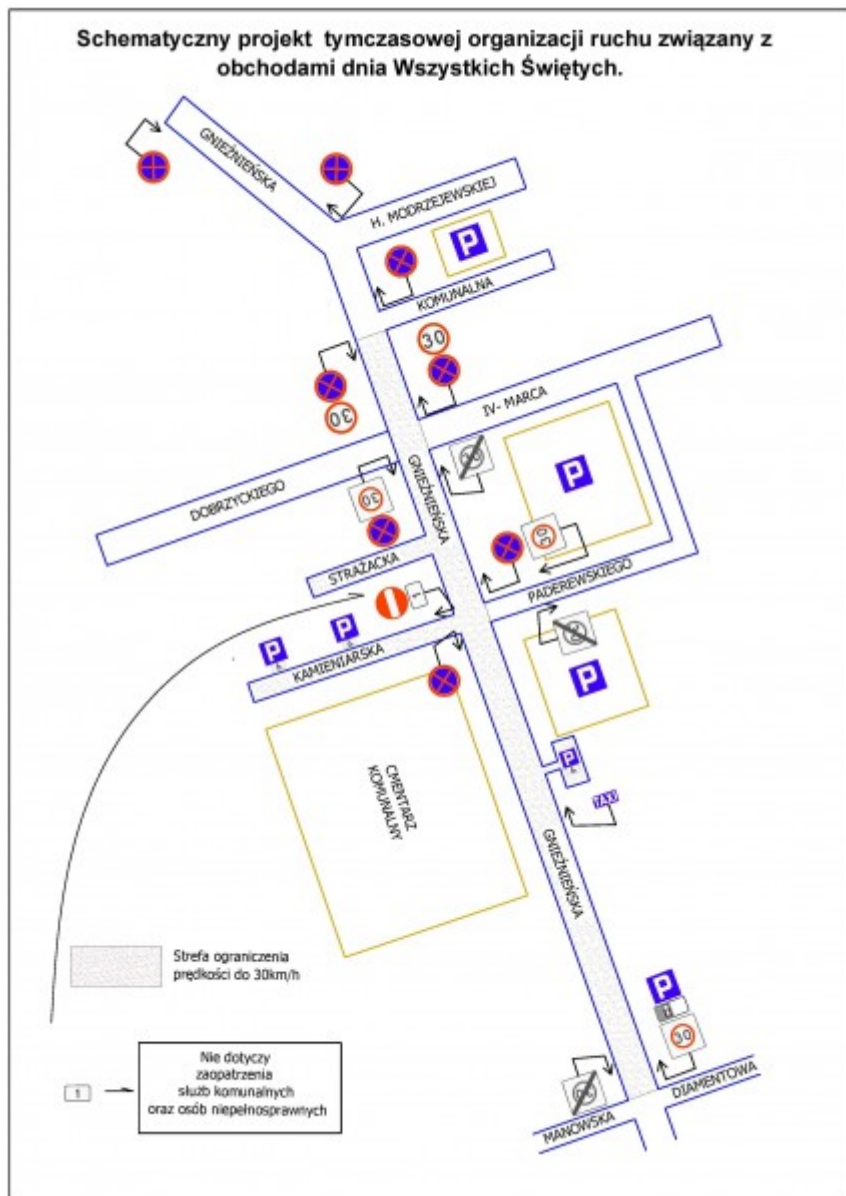 Schematyczny projekt tymczasowej organizacji ruchu związany z
obchodami dnia Wszystkich Świętych.
GNIEŹNIEŃSKA
H. MODRZEJEWSKIEJ
P
KOMUNALNA
30
30
IV- MARCA
GNIEŹNIEŃSKA
DOBRZYCKIEGO
30
P
30
STRAŻACKA
PADEREWSKIEGO
1
P
P
KAMIENIARSKA
P
P
CMENTARZ
KOMUNALNY
TAXI
GNIEŹNIEŃSKA
Strefa ograniczenia
prędkości do 30km/h
P
30
Nie dotyczy
zaopatrzenia
służb komunalnych
oraz osób niepełnosprawnych
1
DIAMENTOWA
MANOWSKA